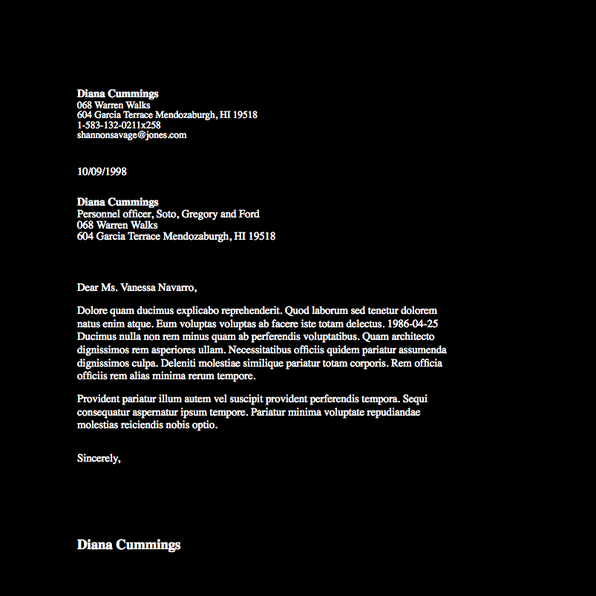 Diana Cummings
068 Warren Walks
604 Garcia Terrace Mendozaburgh, HI 19518
1-583-132-0211x258
shannonsavage@jones.com
10/09/1998
Diana Cummings
Personnel officer, Soto, Gregory and Ford
068 Warren Walks
604 Garcia Terrace Mendozaburgh, HI 19518
Dear Ms. Vanessa Navarro,
Dolore quam ducimus explicabo reprehenderit. Quod laborum sed tenetur dolorem
natus enim atque. Eum voluptas voluptas ab facere iste totam delectus. 1986-04-25
Ducimus nulla non rem minus quam ab perferendis voluptatibus. Quam architecto
dignissimos rem asperiores ullam. Necessitatibus officiis quidem pariatur assumenda
dignissimos culpa. Deleniti molestiae similique pariatur totam corporis. Rem officia
officiis rem alias minima rerum tempore.
Provident pariatur illum autem vel suscipit provident perferendis tempora. Sequi
consequatur aspernatur ipsum tempore. Pariatur minima voluptate repudiandae
molestias reiciendis nobis optio.
Sincerely,
Diana Cummings